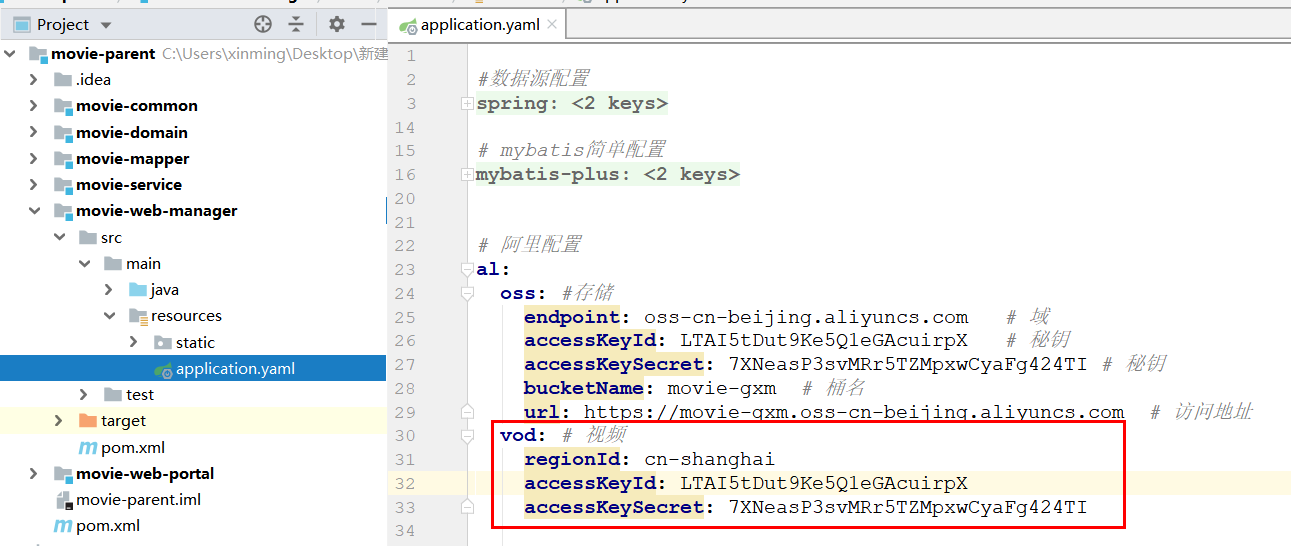 Project
application.yaml
movie-parent C:\Users\xinming\Desktop\新建
.idea
movie-common
movie-domain
movie-mapper
movie-service
movie-web-manager
src
main
java
resources
static
application.yaml
test
target
pom.xml
movie-web-portal
movie-parent.iml
pom.xml
1
2 #数据源配置
3 spring: <2 keys>
14
15 # mybatis简单配置
16 mybatis-plus: <2 keys>
20
21
22 # 阿里配置
23 al:
24 oss: #存储
25 endpoint: oss-cn-beijing.aliyuncs.com # 域
26 accessKeyId: LTAI5tDut9Ke5QleGAcuirpX # 秘钥
27 accessKeySecret: 7XNeasP3svMRr5TZMpxwCyaFg424TI # 秘钥
28 bucketName: movie-gxm # 桶名
29 url: https://movie-gxm.oss-cn-beijing.aliyuncs.com # 访问地址
30 vod: # 视频
31 regionId: cn-shanghai
32 accessKeyId: LTAI5tDut9Ke5QleGAcuirpX
33 accessKeySecret: 7XNeasP3svMRr5TZMpxwCyaFg424TI
34